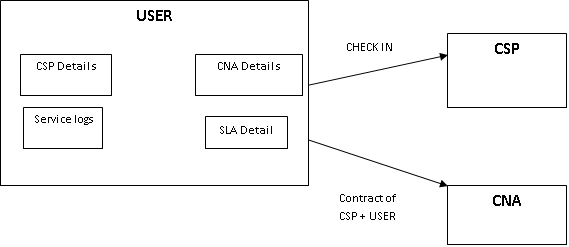 USER
CHECK IN
CSP
CSP Details
CNA Details
Service logs
SLA Detail
Contract of
CSP + USER
CNA